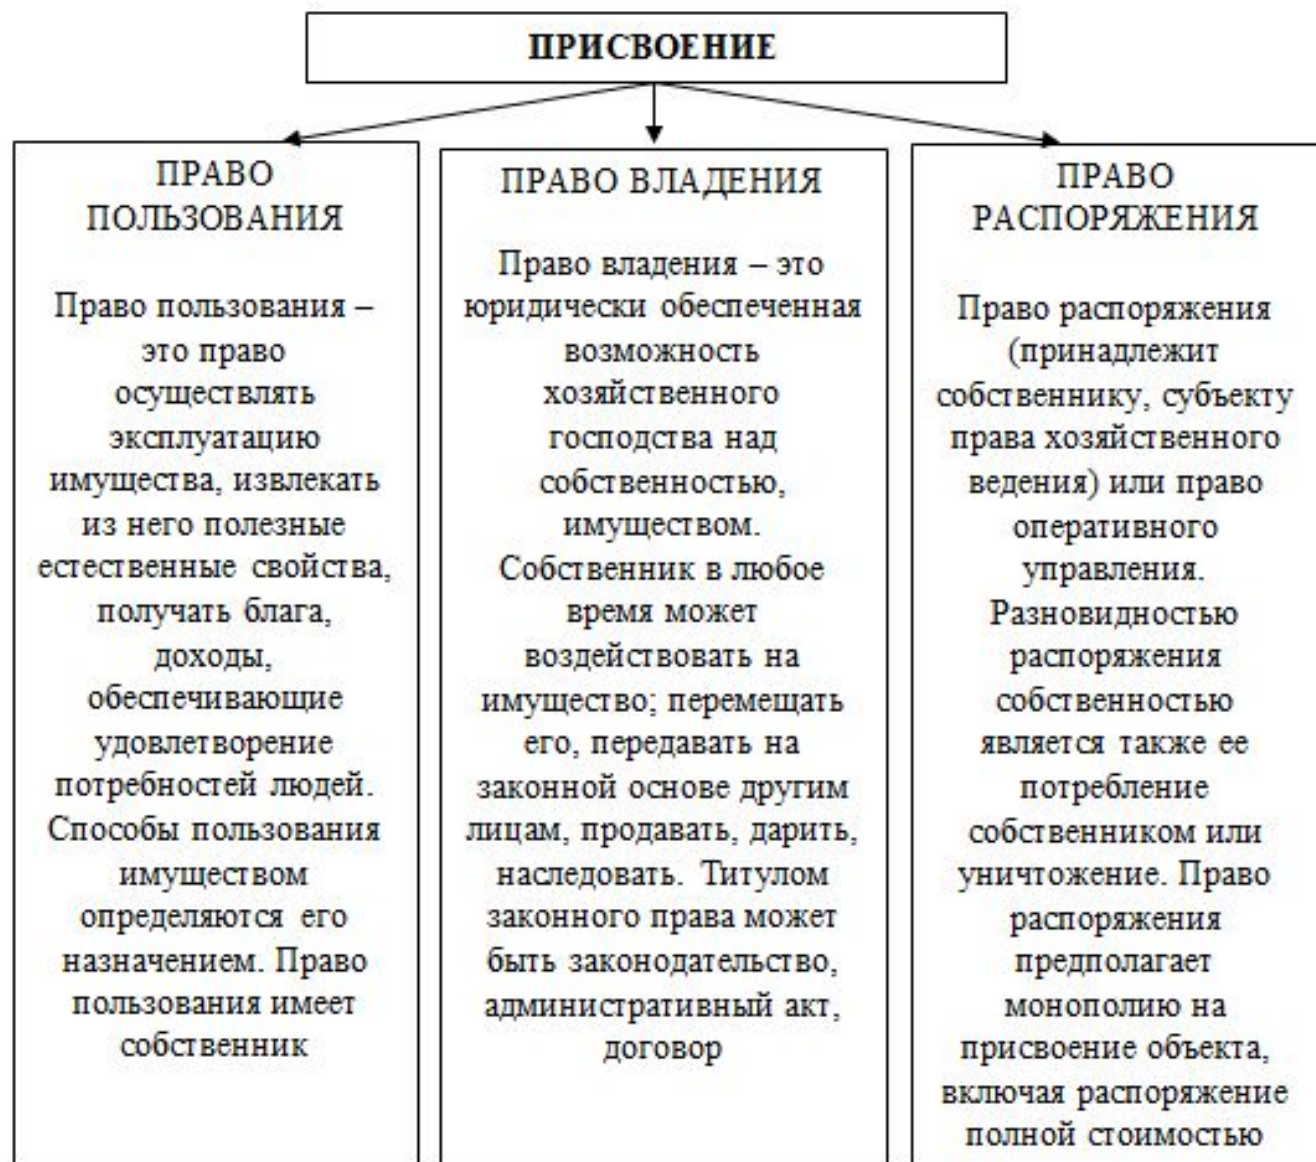 ПРИСВОЕНИЕ
ПРАВО
ПОЛЬЗОВАНИЯ
Право пользования –
это право
осуществлять
эксплуатацию
имущества, извлекать
из него полезные
естественные свойства,
получать блага,
доходы,
обеспечивающие
удовлетворение
потребностей людей.
Способы пользования
имуществом
определяются его
назначением. Право
пользования имеет
собственник
ПРАВО ВЛАДЕНИЯ
Право владения – это
юридически обеспеченная
возможность
хозяйственного
господства над
собственностью,
имуществом.
Собственник в любое
время может
воздействовать на
имущество; перемещать
его, передавать на
законной основе другим
лицам, продавать, дарить,
наследовать. Титулом
законного права может
быть законодательство,
административный акт,
договор
ПРАВО
РАСПОРЯЖЕНИЯ
Право распоряжения
(принадлежит
собственнику, субъекту
права хозяйственного
ведения) или право
оперативного
управления.
Разновидностью
распоряжения
собственностью
является также ее
потребление
собственником или
уничтожение. Право
распоряжения
предполагает
монополию на
присвоение объекта,
включая распоряжение
полной стоимостью